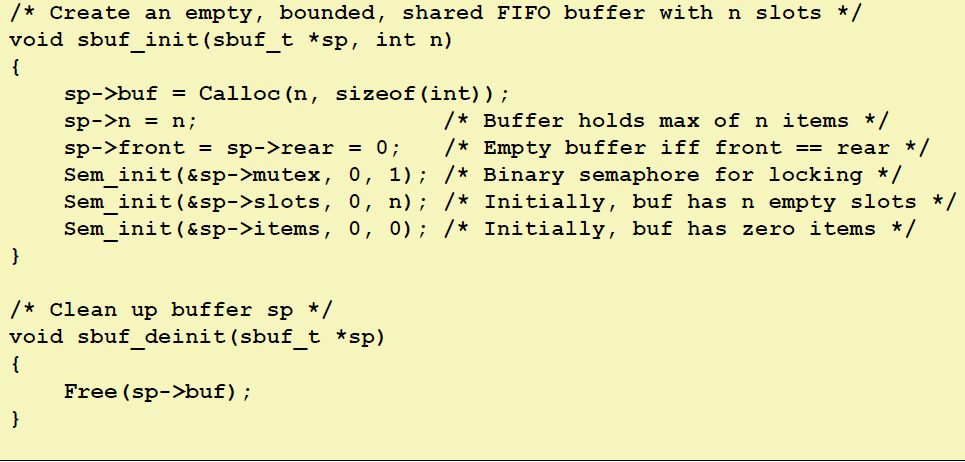 /* Create an empty, bounded, shared FIFO buffer with n slots */
void sbuf_init(sbuf_t *sp, int n)
{
    sp->buf = Calloc(n, sizeof(int));
    sp->n = n;                  /* Buffer holds max of n items */
    sp->front = sp->rear = 0;   /* Empty buffer iff front == rear */
    Sem_init(&sp->mutex, 0, 1); /* Binary semaphore for locking */
    Sem_init(&sp->slots, 0, n); /* Initially, buf has n empty slots */
    Sem_init(&sp->items, 0, 0); /* Initially, buf has zero items */
}

/* Clean up buffer sp */
void sbuf_deinit(sbuf_t *sp)
{
    Free(sp->buf);
}